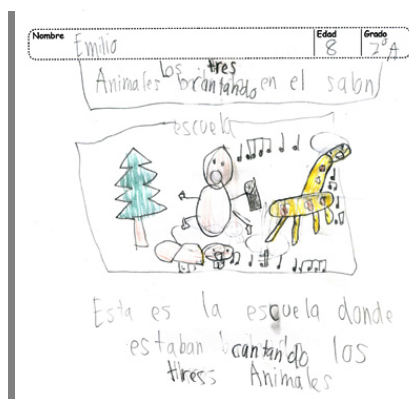 Nombre Emilio Edad 8 Grado 2°A
los tres
Animales cantando en el salon
escuela
Esta es la escuela donde
estaban cantando los
tress Animales